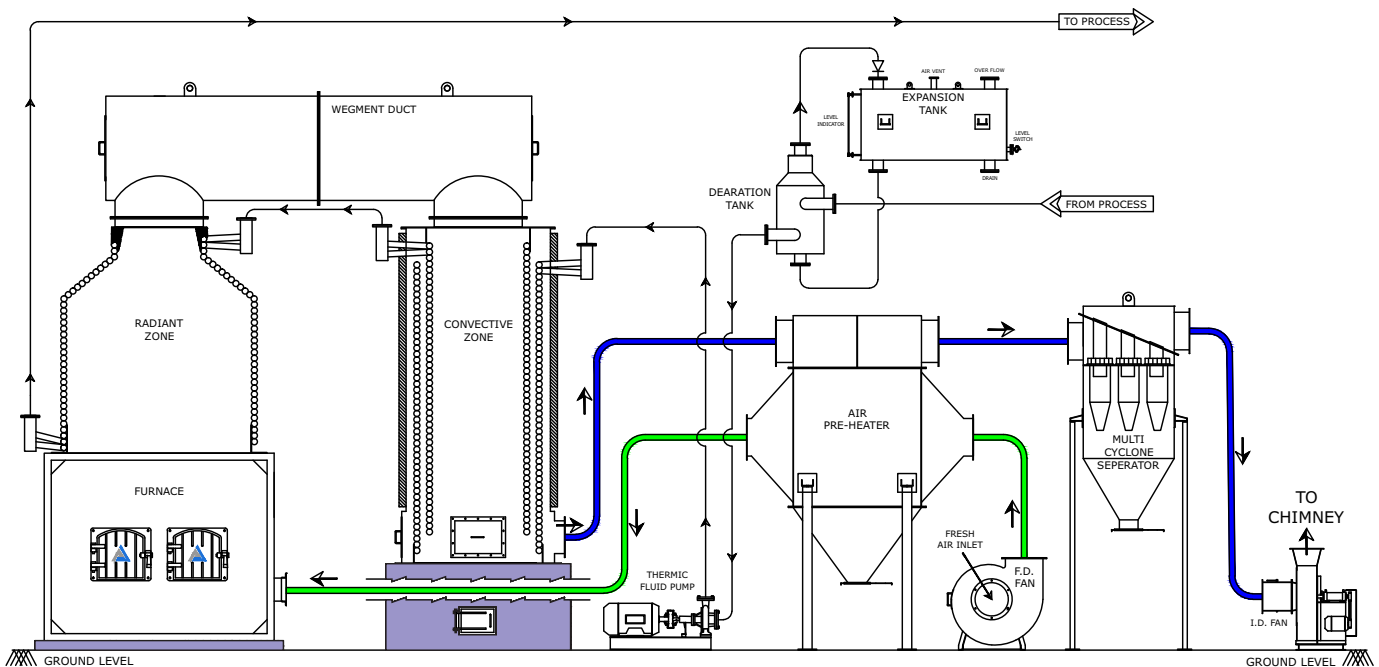 TO PROCESS
AIR VENT
OVER FLOW
EXPANSION
TANK
WEGMENT DUCT
LEVEL
INDICATOR
LEVEL
SWITCH
DRAIN
DEARATION
TANK
FROM PROCESS
RADIANT
ZONE
CONVECTIVE
ZONE
AIR
PRE-HEATER
MULTI
CYCLONE
SEPERATOR
FURNACE
TO
CHIMNEY
FRESH
AIR INLET
F.D.
FAN
THERMIC
FLUID PUMP
I.D. FAN
GROUND LEVEL
GROUND LEVEL